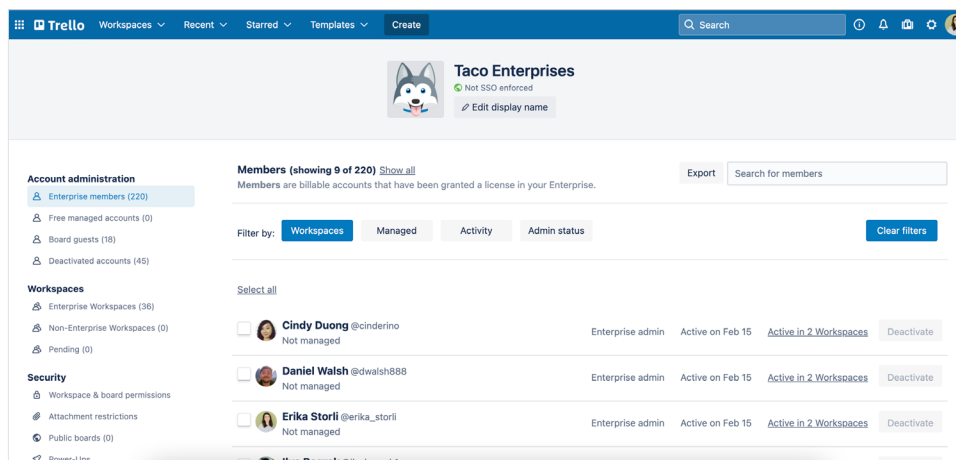 Trello Workspaces Recent Starred Templates Create Search
Taco Enterprises
Not SSO enforced
Edit display name
Account administration
Enterprise members (220)
Free managed accounts (0)
Board guests (18)
Deactivated accounts (45)
Workspaces
Enterprise Workspaces (36)
Non-Enterprise Workspaces (0)
Pending (0)
Security
Workspace & board permissions
Attachment restrictions
Public boards (0)
Power-Ups
Members (showing 9 of 220) Show all
Members are billable accounts that have been granted a license in your Enterprise.
Export Search for members
Filter by: Workspaces Managed Activity Admin status Clear filters
Select all
Cindy Duong @cinderino
Not managed
Enterprise admin Active on Feb 15 Active in 2 Workspaces Deactivate
Daniel Walsh @dwalsh888
Not managed
Enterprise admin Active on Feb 15 Active in 2 Workspaces Deactivate
Erika Storli @erika_storli
Not managed
Enterprise admin Active on Feb 15 Active in 2 Workspaces Deactivate